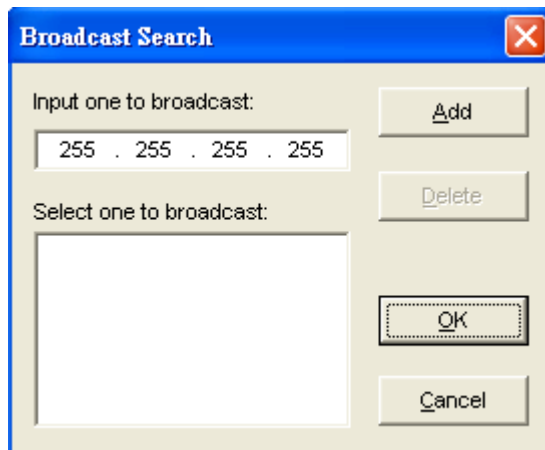 Broadcast Search
Input one to broadcast:
Add
255 . 255 . 255 . 255
Select one to broadcast:
Delete
OK
Cancel